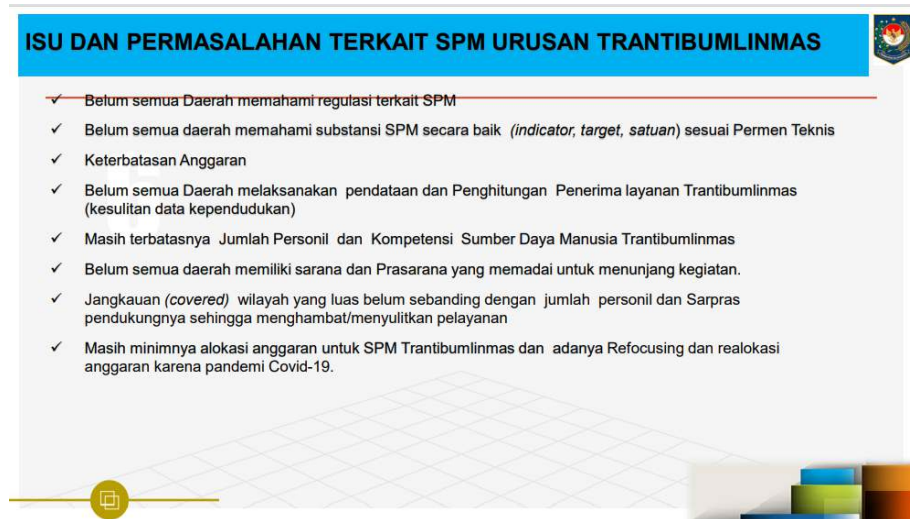 ISU DAN PERMASALAHAN TERKAIT SPM URUSAN TRANTIBUMLINMAS
✓ Belum semua Daerah memahami regulasi terkait SPM
✓ Belum semua daerah memahami substansi SPM secara baik (indicator, target, satuan) sesuai Permen Teknis
✓ Keterbatasan Anggaran
✓ Belum semua Daerah melaksanakan pendataan dan Penghitungan Penerima layanan Trantibumlinmas
(kesulitan data kependudukan)
✓ Masih terbatasnya Jumlah Personil dan Kompetensi Sumber Daya Manusia Trantibumlinmas
✓ Belum semua daerah memiliki sarana dan Prasarana yang memadai untuk menunjang kegiatan.
✓ Jangkauan (covered) wilayah yang luas belum sebanding dengan jumlah personil dan Sarpras
pendukungnya sehingga menghambat/menyulitkan pelayanan
✓ Masih minimnya alokasi anggaran untuk SPM Trantibumlinmas dan adanya Refocusing dan realokasi
anggaran karena pandemi Covid-19.